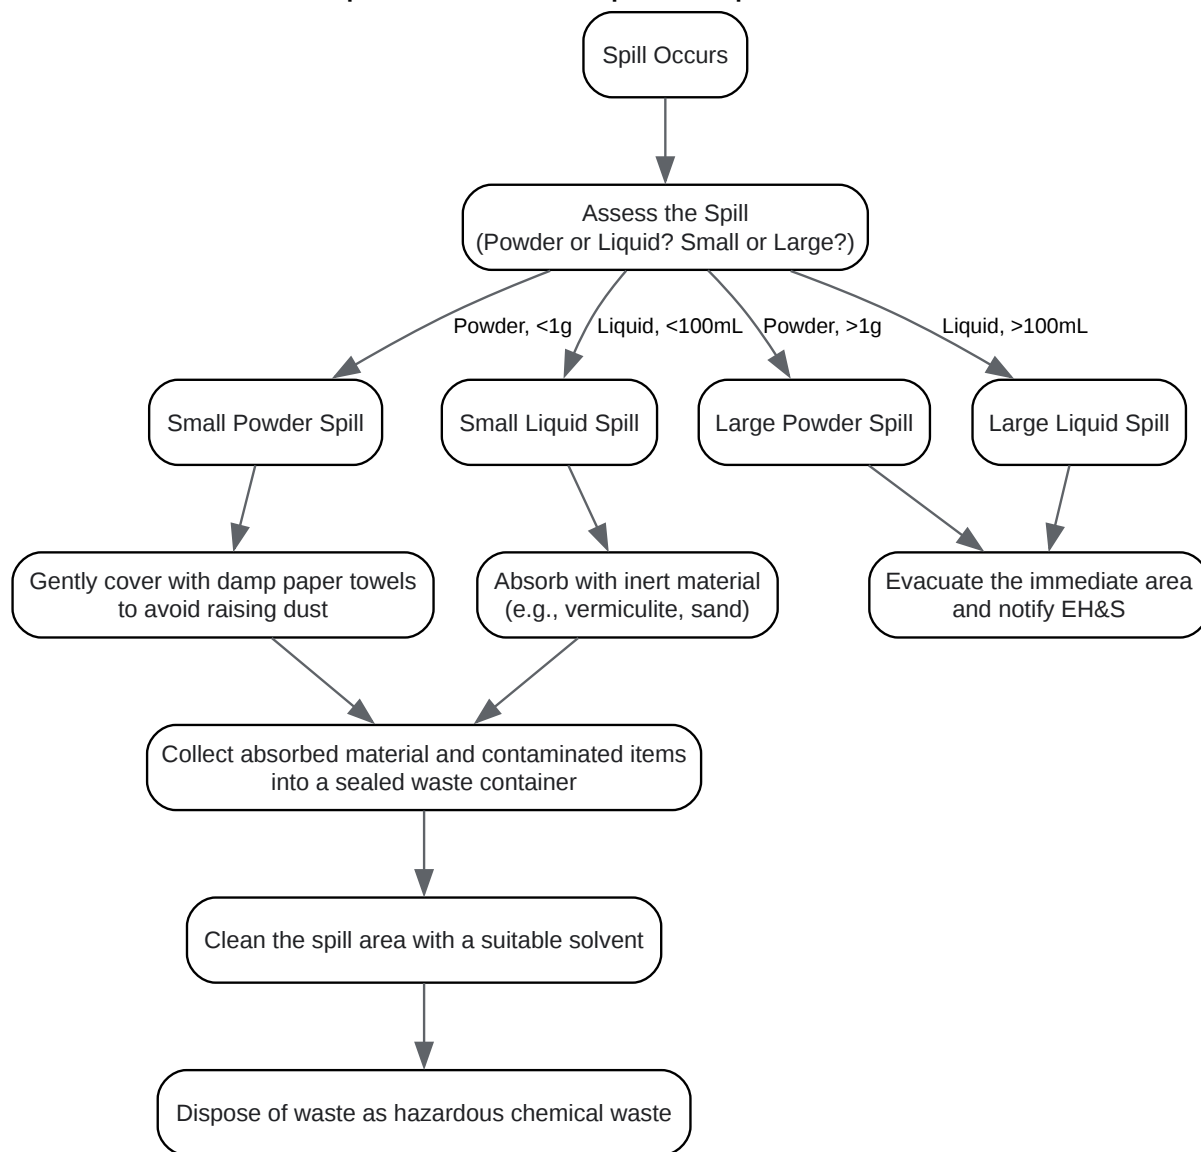 Spill Occurs
Assess the Spill
(Powder or Liquid? Small or Large?)
Powder, <1g
Liquid, <100mL
Powder, >1g
Liquid, >100mL
Small Powder Spill
Small Liquid Spill
Large Powder Spill
Large Liquid Spill
Gently cover with damp paper towels
to avoid raising dust
Absorb with inert material
(e.g., vermiculite, sand)
Evacuate the immediate area
and notify EH&S
Collect absorbed material and contaminated items
into a sealed waste container
Clean the spill area with a suitable solvent
Dispose of waste as hazardous chemical waste